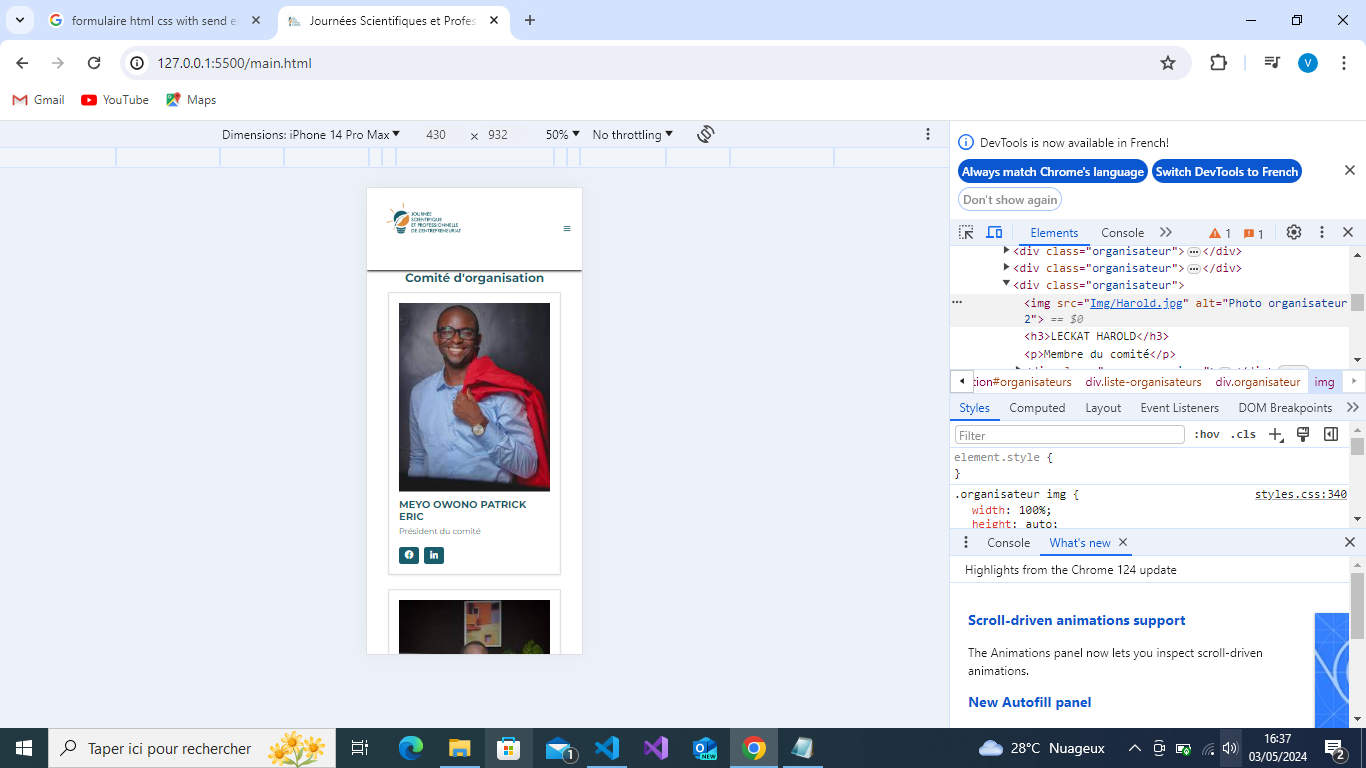 formulaire html css with send e
Journées Scientifiques et Profes
127.0.0.1:5500/main.html
V
Gmail
YouTube
Maps
Dimensions: iPhone 14 Pro Max
430
×
932
50%
No throttling
DevTools is now available in French!
Always match Chrome's language
Switch DevTools to French
Don't show again
Elements
Console
1
1
<div class="organisateur"> … </div>
<div class="organisateur"> … </div>
<div class="organisateur">
<img src="Img/Harold.jpg" alt="Photo organisateur
2"> == $0
<h3>LECKAT HAROLD</h3>
<p>Membre du comité</p>
tion#organisateurs
div.liste-organisateurs
div.organisateur
img
Styles
Computed
Layout
Event Listeners
DOM Breakpoints
Filter
:hov
.cls
element.style {
}
.organisateur img {
styles.css:340
width: 100%;
height: auto;
Console
What's new
Highlights from the Chrome 124 update
Scroll-driven animations support
The Animations panel now lets you inspect scroll-driven
animations.
New Autofill panel
JOURNÉE
SCIENTIFIQUE
ET PROFESSIONNELLE
DE L'ENTREPRENEURIAT
Comité d'organisation
MEYO OWONO PATRICK
ERIC
Président du comité
Taper ici pour rechercher
1
NEW
28°C Nuageux
16:37
03/05/2024
2